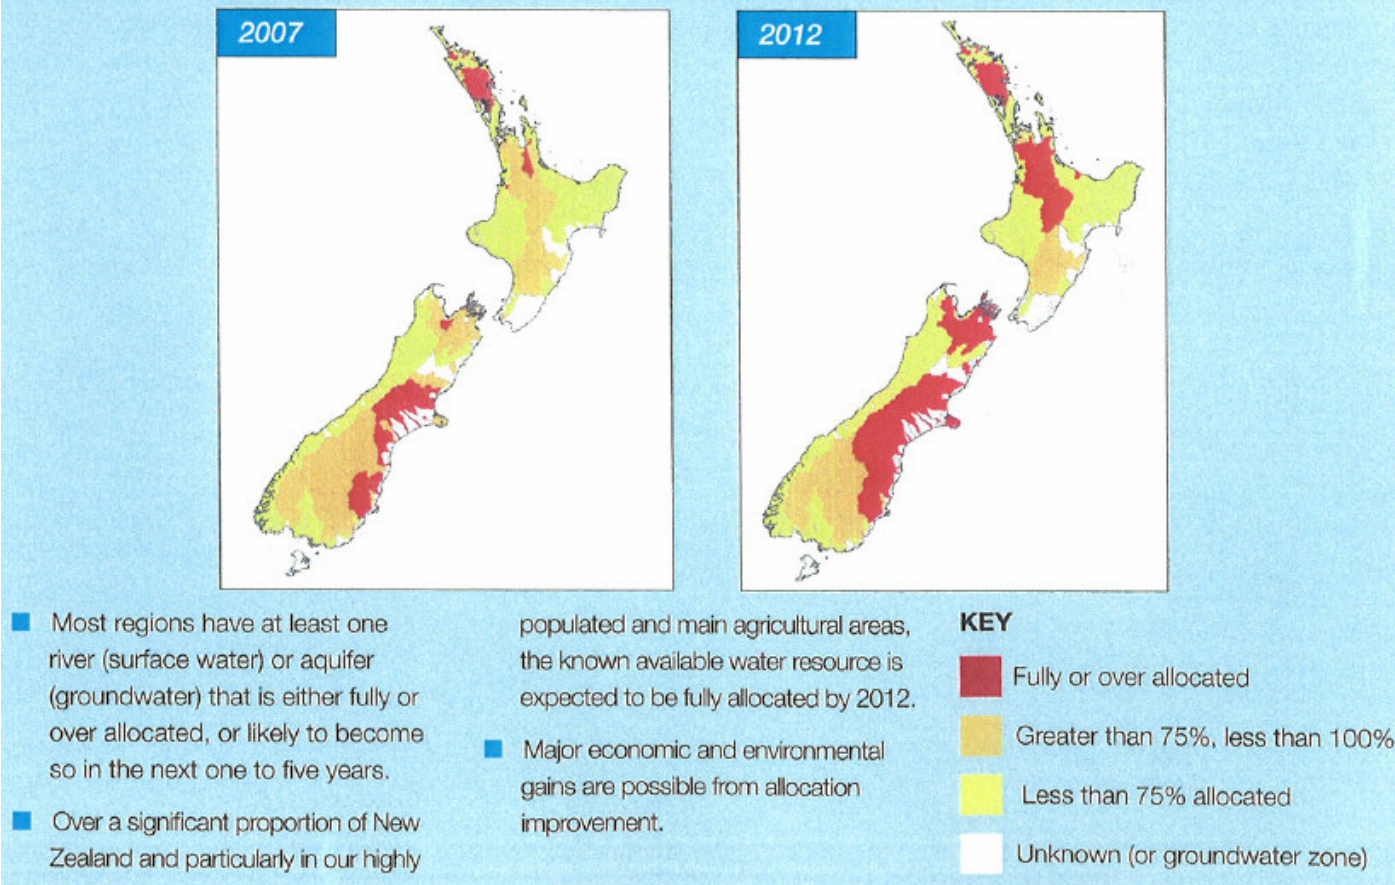 2007
2012
Most regions have at least one
river (surface water) or aquifer
(groundwater) that is either fully or
over allocated, or likely to become
so in the next one to five years.
Over a significant proportion of New
Zealand and particularly in our highly
populated and main agricultural areas,
the known available water resource is
expected to be fully allocated by 2012.
Major economic and environmental
gains are possible from allocation
improvement.
KEY
Fully or over allocated
Greater than 75%, less than 100%
Less than 75% allocated
Unknown (or groundwater zone)